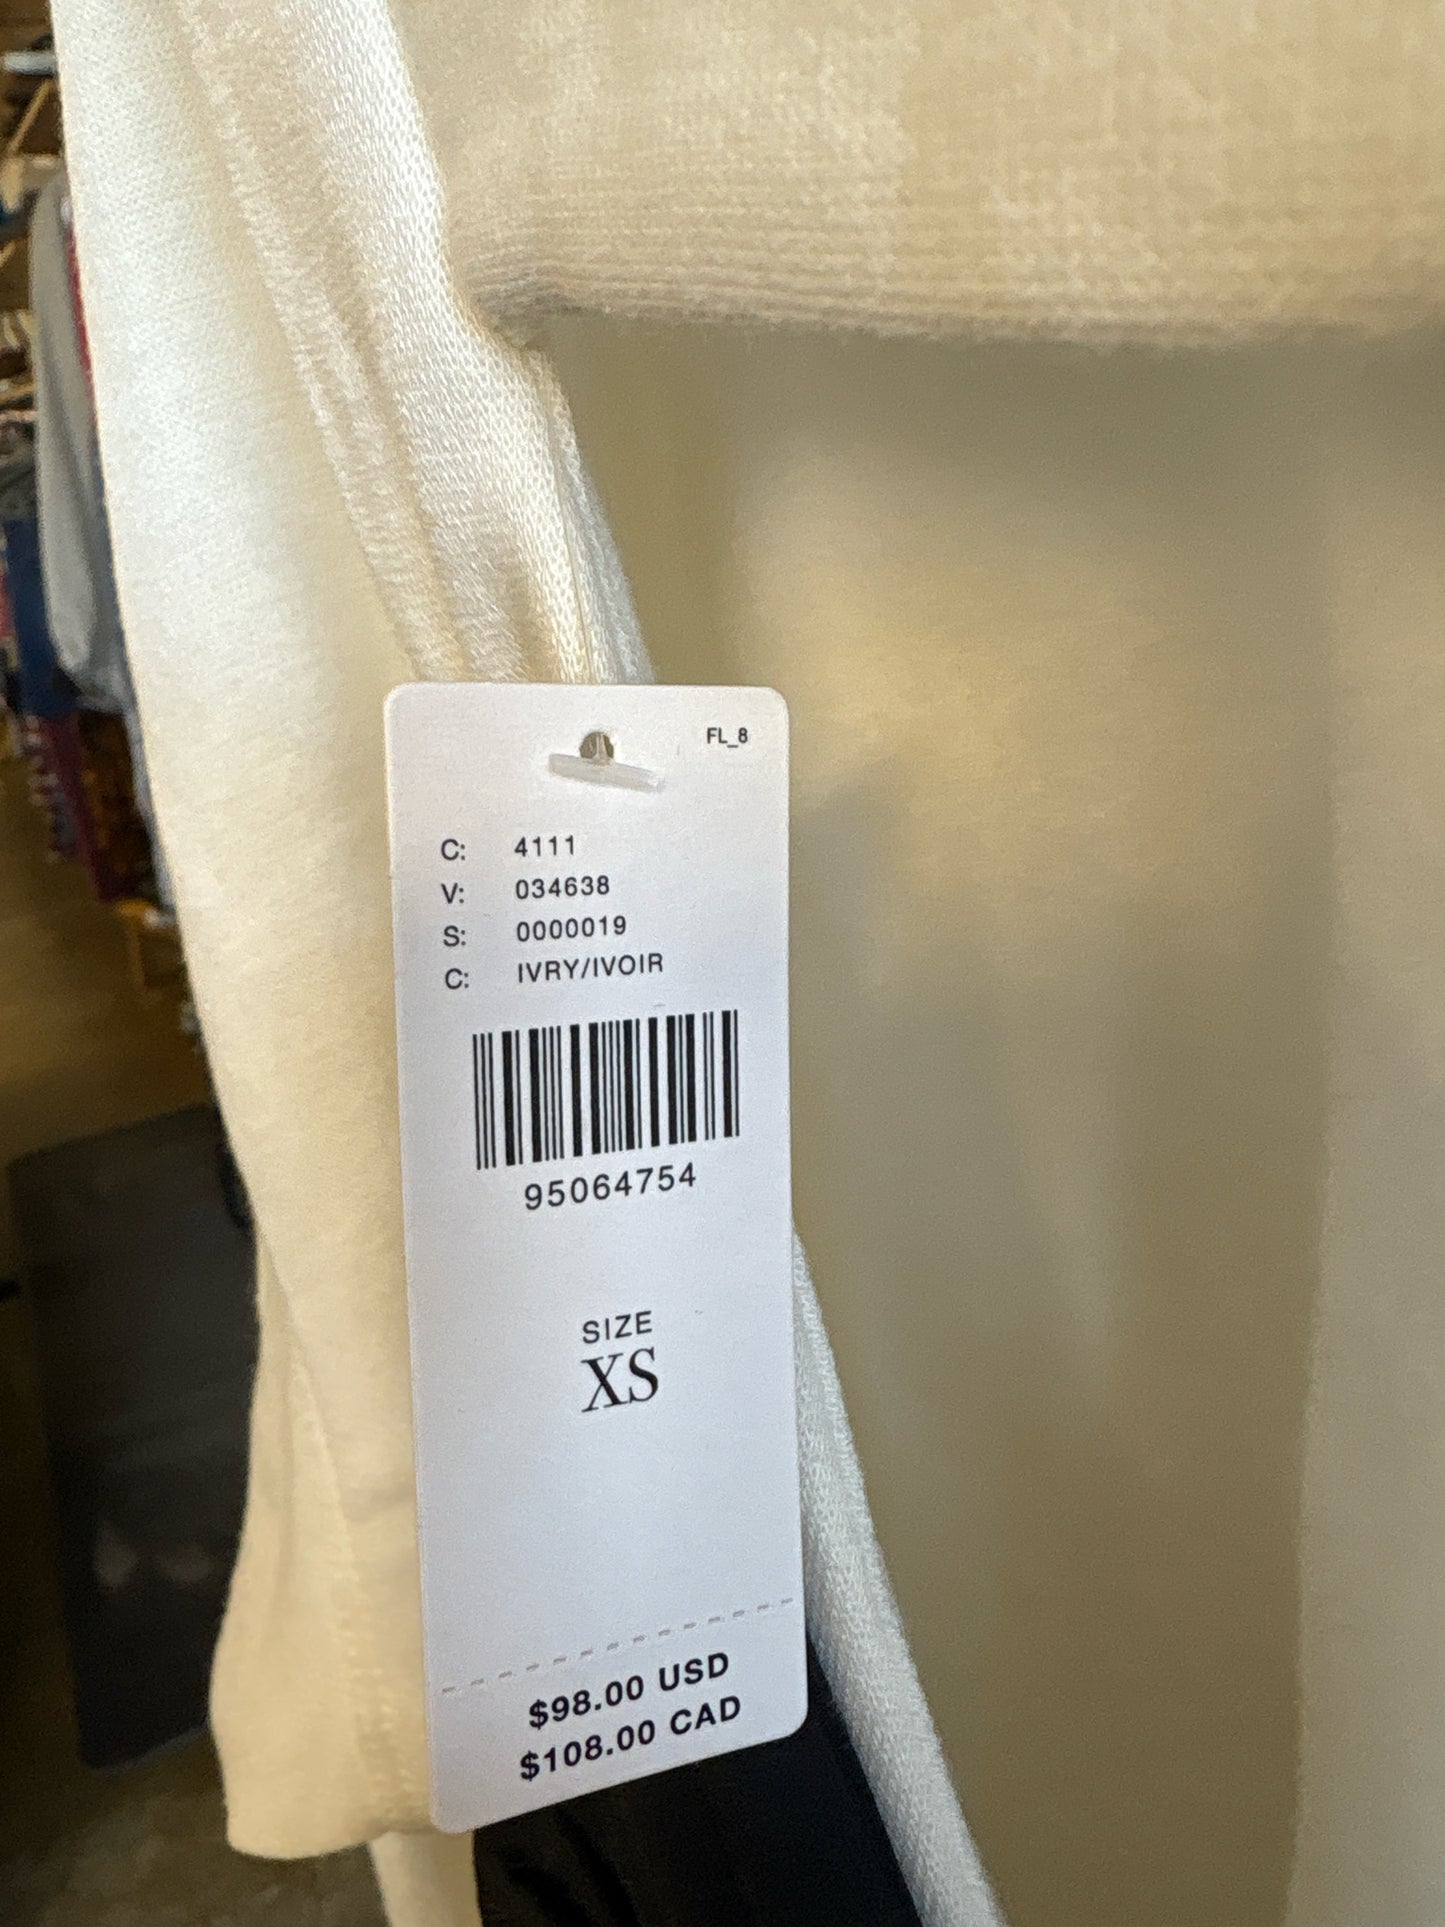 FL_8
C: 4111
V: 034638
S: 0000019
C: IVRY/IVOIR
95064754
SIZE
XS
$98.00 USD
$108.00 CAD